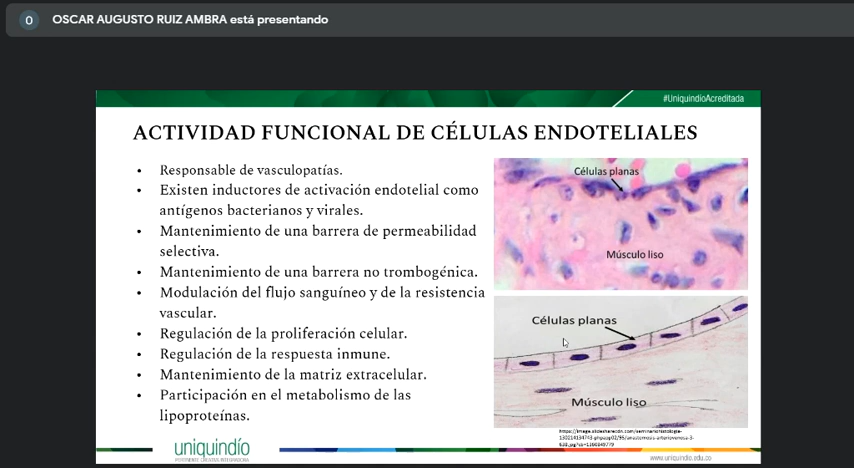 O OSCAR AUGUSTO RUIZ AMBRA está presentando
#UniquindíoAcreditada
ACTIVIDAD FUNCIONAL DE CÉLULAS ENDOTELIALES
• Responsable de vasculopatías.
• Existen inductores de activación endotelial como
antígenos bacterianos y virales.
• Mantenimiento de una barrera de permeabilidad
selectiva.
• Mantenimiento de una barrera no trombogénica.
• Modulación del flujo sanguíneo y de la resistencia
vascular.
• Regulación de la proliferación celular.
• Regulación de la respuesta inmune.
• Mantenimiento de la matriz extracelular.
• Participación en el metabolismo de las
lipoproteínas.
Células planas
Músculo liso
Células planas
Músculo liso
uniquindío
www.uniquindio.edu.co